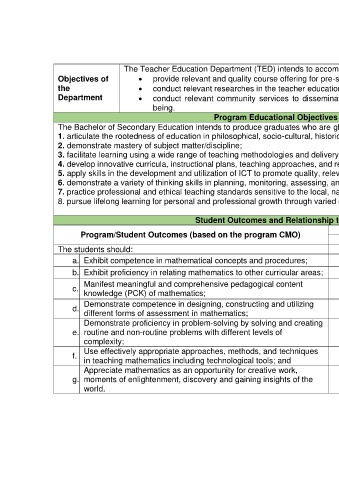 The Teacher Education Department (TED) intends to accom
Objectives of the Department
• provide relevant and quality course offering for pre-s
• conduct relevant researches in the teacher education
• conduct relevant community services to disseminat
being.
Program Educational Objectives
The Bachelor of Secondary Education intends to produce graduates who are gl
1. articulate the rootedness of education in philosophical, socio-cultural, historic
2. demonstrate mastery of subject matter/discipline;
3. facilitate learning using a wide range of teaching methodologies and delivery
4. develop innovative curricula, instructional plans, teaching approaches, and re
5. apply skills in the development and utilization of ICT to promote quality, relev
6. demonstrate a variety of thinking skills in planning, monitoring, assessing, an
7. practice professional and ethical teaching standards sensitive to the local, na
8. pursue lifelong learning for personal and professional growth through varied
Student Outcomes and Relationship t
Program/Student Outcomes (based on the program CMO)
The students should:
a. Exhibit competence in mathematical concepts and procedures;
b. Exhibit proficiency in relating mathematics to other curricular areas;
c. Manifest meaningful and comprehensive pedagogical content
knowledge (PCK) of mathematics;
d. Demonstrate competence in designing, constructing and utilizing
different forms of assessment in mathematics;
e. Demonstrate proficiency in problem-solving by solving and creating
routine and non-routine problems with different levels of
complexity;
f. Use effectively appropriate approaches, methods, and techniques
in teaching mathematics including technological tools; and
g. Appreciate mathematics as an opportunity for creative work,
moments of enlightenment, discovery and gaining insights of the
world.